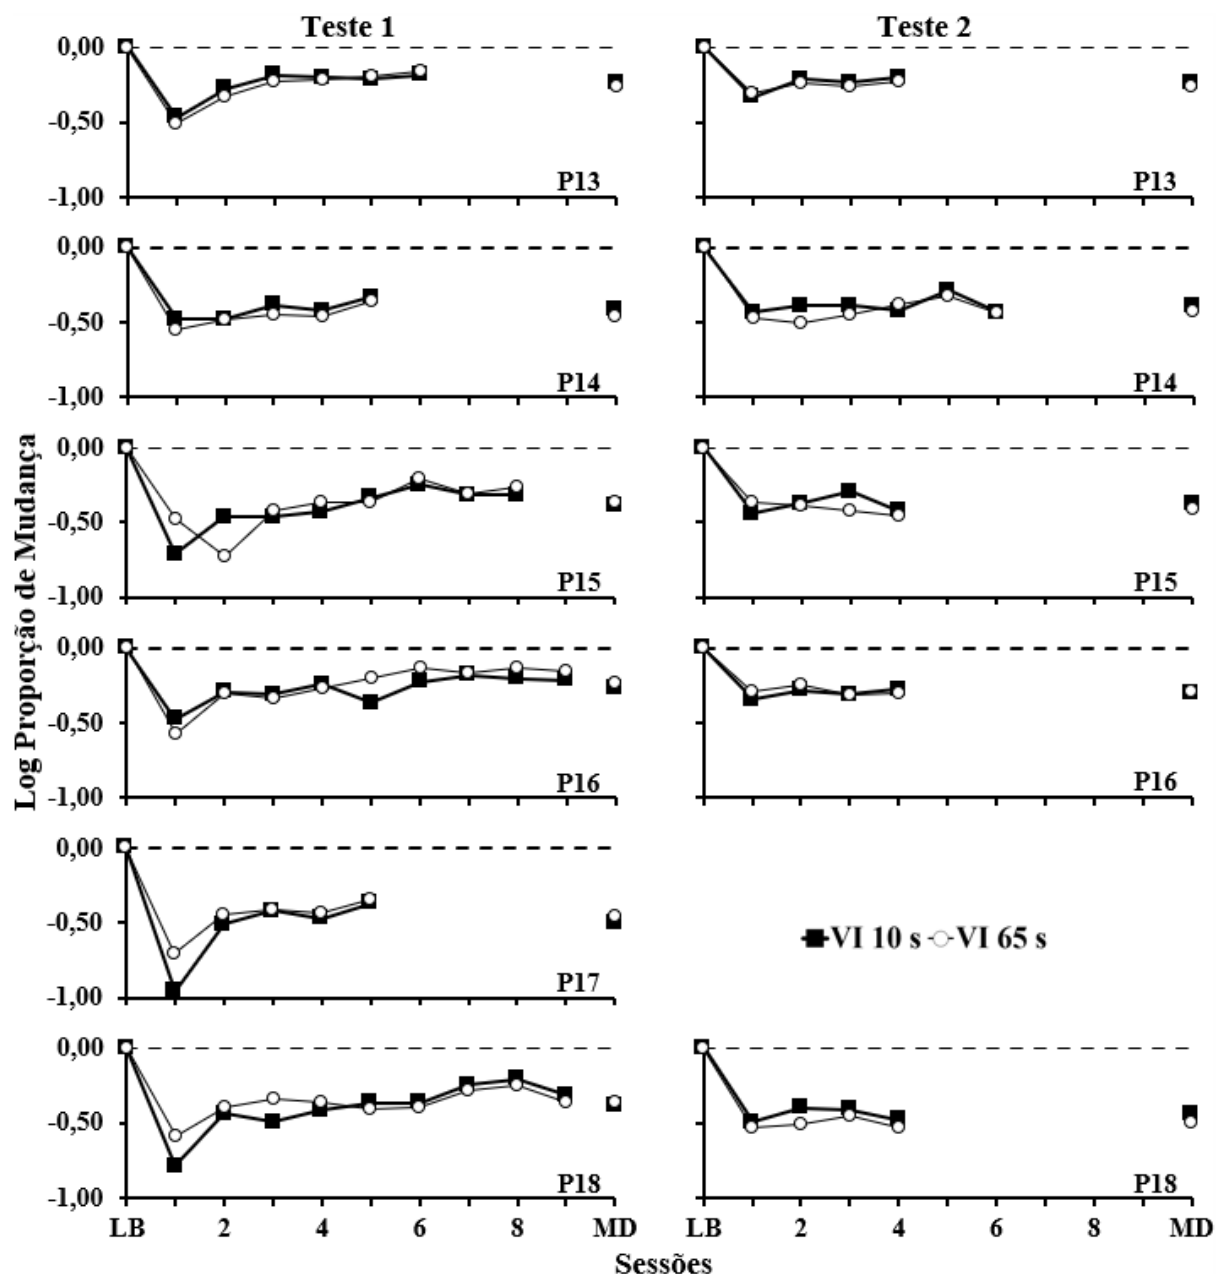 Teste 1
Teste 2
0,00
-0,50
-1,00
P13
P13
0,00
-0,50
-1,00
P14
P14
0,00
-0,50
-1,00
P15
P15
0,00
-0,50
-1,00
P16
P16
0,00
-0,50
-1,00
P17
VI 10 s VI 65 s
0,00
-0,50
-1,00
P18
P18
LB 2 4 6 8 MD
LB 2 4 6 8 MD
Sessões
Log Proporção de Mudança